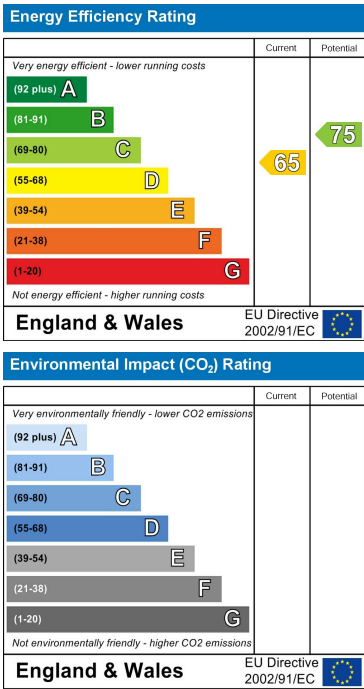 Energy Efficiency Rating
Current Potential
Very energy efficient - lower running costs
(92 plus) A
(81-91) B
(69-80) C
(55-68) D
(39-54) E
(21-38) F
(1-20) G
65
75
Not energy efficient - higher running costs
England & Wales
EU Directive
2002/91/EC
Environmental Impact (CO₂) Rating
Current Potential
Very environmentally friendly - lower CO2 emissions
(92 plus) A
(81-91) B
(69-80) C
(55-68) D
(39-54) E
(21-38) F
(1-20) G
Not environmentally friendly - higher CO2 emissions
England & Wales
EU Directive
2002/91/EC